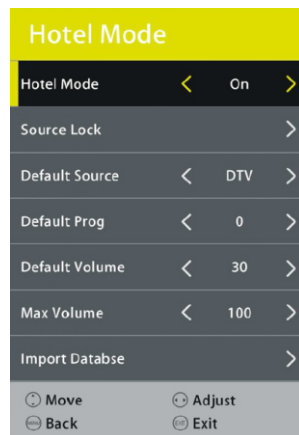 Hotel Mode
Hotel Mode < On >
Source Lock >
Default Source < DTV >
Default Prog < 0 >
Default Volume < 30 >
Max Volume < 100 >
Import Databse >
Move Adjust
Back Exit